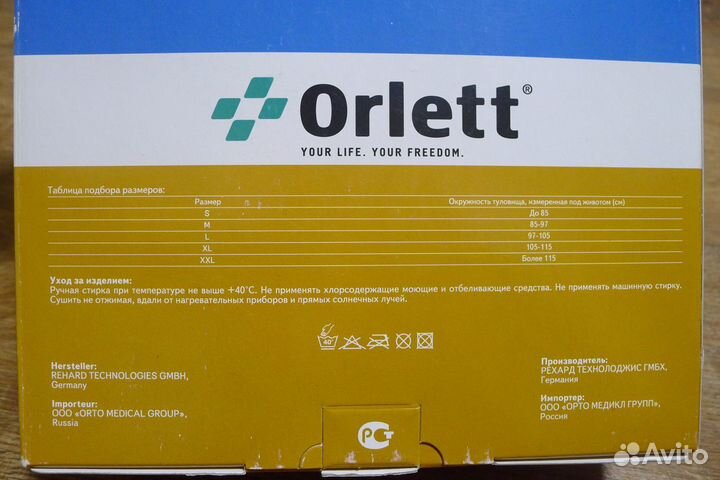 Orlett®
YOUR LIFE. YOUR FREEDOM.
Таблица подбора размеров:
Размер Окружность туловища, измеренная под животом (см)
S До 85
M 85-97
L 97-105
XL 105-115
XXL Более 115
Уход за изделием:
Ручная стирка при температуре не выше +40°С. Не применять хлорсодержащие моющие и отбеливающие средства. Не применять машинную стирку.
Сушить не отжимая, вдали от нагревательных приборов и прямых солнечных лучей.
40°
Hersteller:
REHARD TECHNOLOGIES GMBH,
Germany
Importeur:
OOO «ORTO MEDICAL GROUP»,
Russia
Производитель:
РЕХАРД ТЕХНОЛОДЖИС ГМБХ,
Германия
Импортер:
ООО «ОРТО МЕДИКЛ ГРУПП»,
Россия
РСТ
Avito